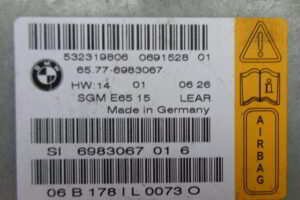 532319806 0691528 01
65.77-6983067
HW:14 01 06 26
SGM E65 15 LEAR
Made in Germany
SI 6983067 01 6
06 B 178 I L 0073 O
AIRBAG